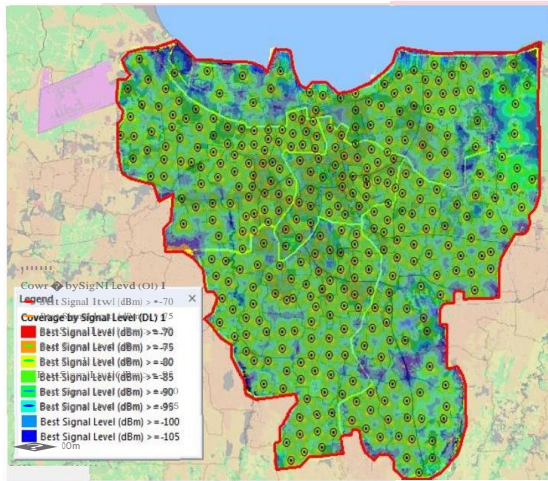 Legend
Coverage by Signal Level (DL) 1
Best Signal Level (dBm) >=-70
Best Signal Level (dBm) >=-75
Best Signal Level (dBm) >=-80
Best Signal Level (dBm) >=-85
Best Signal Level (dBm) >=-90
Best Signal Level (dBm) >=-95
Best Signal Level (dBm) >=-100
Best Signal Level (dBm) >=-105